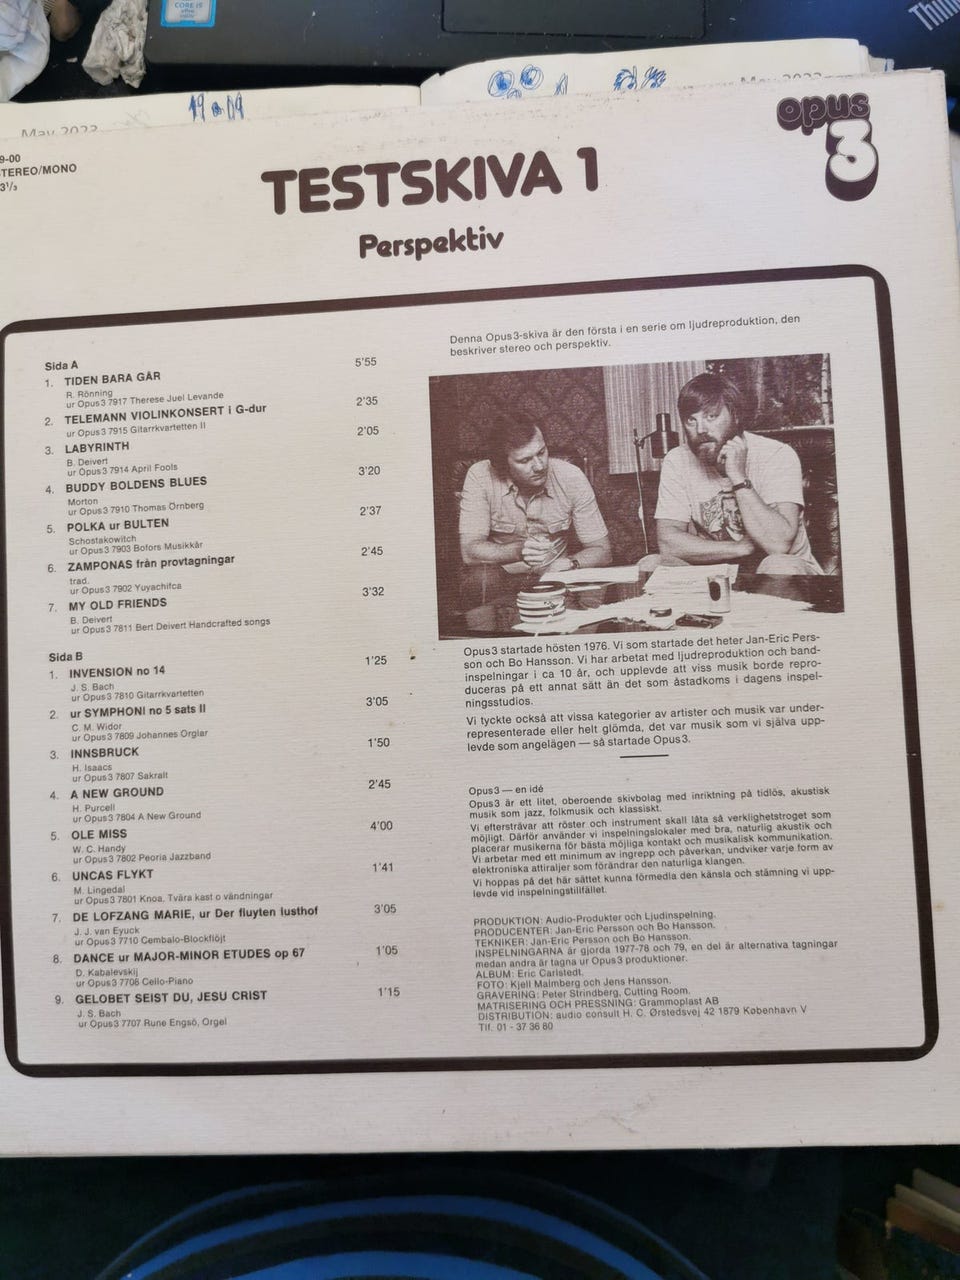 CORE i5
Thin
May 2023
May 2023
opus
3
9-00
TEREO/MONO
3 1/3
TESTSKIVA 1
Perspektiv
Sida A
1. TIDEN BARA GÅR 5'55
R. Rönning
ur Opus 3 7917 Therese Juel Levande
2. TELEMANN VIOLINKONSERT i G-dur 2'35
ur Opus 3 7915 Gitarrkvartetten II
3. LABYRINTH 2'05
B. Deivert
ur Opus 3 7914 April Fools
4. BUDDY BOLDENS BLUES 3'20
Morton
ur Opus 3 7910 Thomas Örnberg
5. POLKA ur BULTEN 2'37
Schostakowitch
ur Opus 3 7903 Bofors Musikkår
6. ZAMPONAS från provtagningar 2'45
trad.
ur Opus 3 7902 Yuyachifca
7. MY OLD FRIENDS 3'32
B. Deivert
ur Opus 3 7811 Bert Deivert Handcrafted songs
Sida B
1. INVENSION no 14 1'25
J. S. Bach
ur Opus 3 7810 Gitarrkvartetten
2. ur SYMPHONI no 5 sats II 3'05
C. M. Widor
ur Opus 3 7809 Johannes Orglar
3. INNSBRUCK 1'50
H. Isaacs
ur Opus 3 7807 Sakralt
4. A NEW GROUND 2'45
H. Purcell
ur Opus 3 7804 A New Ground
5. OLE MISS 4'00
W. C. Handy
ur Opus 3 7802 Peoria Jazzband
6. UNCAS FLYKT 1'41
M. Lingedal
ur Opus 3 7801 Knoa, Tvära kast o vändningar
7. DE LOFZANG MARIE, ur Der fluyten lusthof 3'05
J. J. van Eyuck
ur Opus 3 7710 Cembalo-Blockflöjt
8. DANCE ur MAJOR-MINOR ETUDES op 67 1'05
D. Kabalevskij
ur Opus 3 7706 Cello-Piano
9. GELOBET SEIST DU, JESU CRIST 1'15
J. S. Bach
ur Opus 3 7707 Rune Engsö, Orgel
Denna Opus 3-skiva är den första i en serie om ljudreproduktion, den
beskriver stereo och perspektiv.
Opus 3 startade hösten 1976. Vi som startade det heter Jan-Eric Pers-
son och Bo Hansson. Vi har arbetat med ljudreproduktion och band-
inspelningar i ca 10 år, och upplevde att viss musik borde repro-
duceras på ett annat sätt än det som åstadkoms i dagens inspel-
ningsstudios.
Vi tyckte också att vissa kategorier av artister och musik var under-
representerade eller helt glömda, det var musik som vi själva upp-
levde som angelägen — så startade Opus 3.
Opus 3 — en idé
Opus 3 är ett litet, oberoende skivbolag med inriktning på tidlös, akustisk
musik som jazz, folkmusik och klassiskt.
Vi eftersträvar att röster och instrument skall låta så verklighetstroget som
möjligt. Därför använder vi inspelningslokaler med bra, naturlig akustik och
placerar musikerna för bästa möjliga kontakt och musikalisk kommunikation.
Vi arbetar med ett minimum av ingrepp och påverkan, undviker varje form av
elektroniska attiraljer som förändrar den naturliga klangen.
Vi hoppas på det här sättet kunna förmedla den känsla och stämning vi upp-
levde vid inspelningstillfället.
PRODUKTION: Audio-Produkter och Ljudinspelning.
PRODUCENTER: Jan-Eric Persson och Bo Hansson.
TEKNIKER: Jan-Eric Persson och Bo Hansson.
INSPELNINGARNA är gjorda 1977-78 och 79, en del är alternativa tagningar
medan andra är tagna ur Opus 3 produktioner.
ALBUM: Eric Carlstedt.
FOTO: Kjell Malmberg och Jens Hansson.
GRAVERING: Peter Strindberg, Cutting Room.
MATRISERING OCH PRESSNING: Grammoplast AB
DISTRIBUTION: audio consult H. C. Ørstedsvej 42 1879 København V
Tlf. 01 - 37 36 80